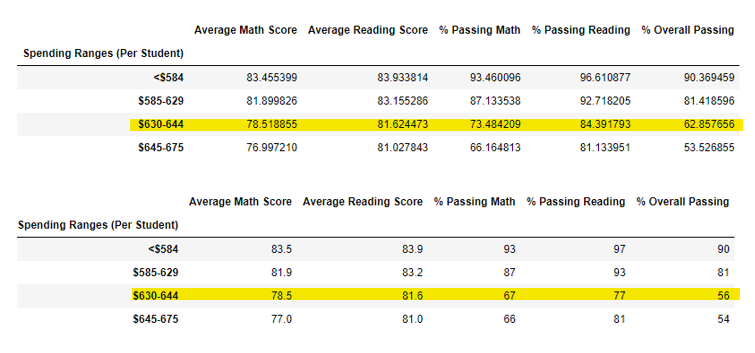 Average Math Score Average Reading Score % Passing Math % Passing Reading % Overall Passing
Spending Ranges (Per Student)
<$584 83.455399 83.933814 93.460096 96.610877 90.369459
$585-629 81.899826 83.155286 87.133538 92.718205 81.418596
$630-644 78.518855 81.624473 73.484209 84.391793 62.857656
$645-675 76.997210 81.027843 66.164813 81.133951 53.526855
Average Math Score Average Reading Score % Passing Math % Passing Reading % Overall Passing
Spending Ranges (Per Student)
<$584 83.5 83.9 93 97 90
$585-629 81.9 83.2 87 93 81
$630-644 78.5 81.6 67 77 56
$645-675 77.0 81.0 66 81 54